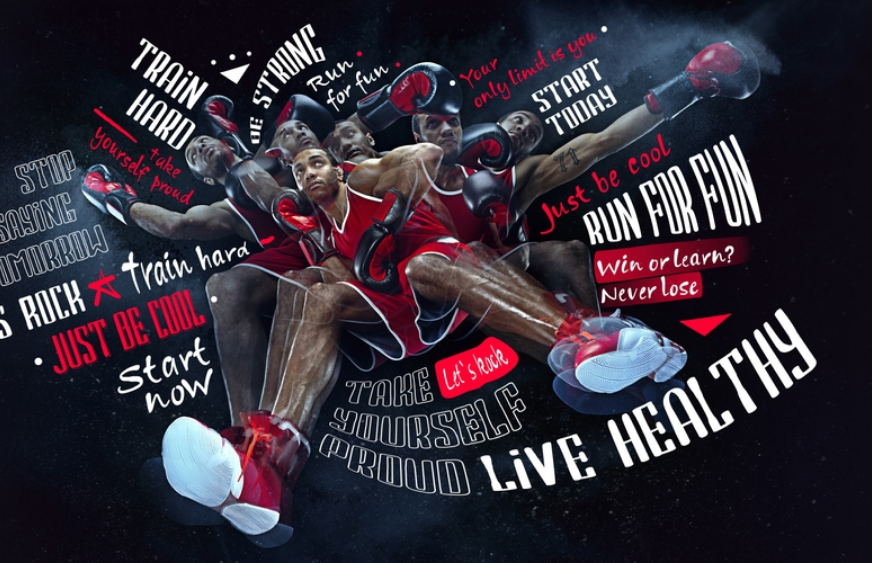 TRAiN
HARD
BE STRONG
Run
for fun
Your
only limit is you
START
TODAY
take
yourself proud
STOP
SAYiNG
Just be cool
RUN FOR FUN
Win or learn?
Never lose
train hard
ROCK
JUST BE COOL
Start
now
Let's rock
TAKE
YOURSELF
PROUD
LiVE HEALTHY